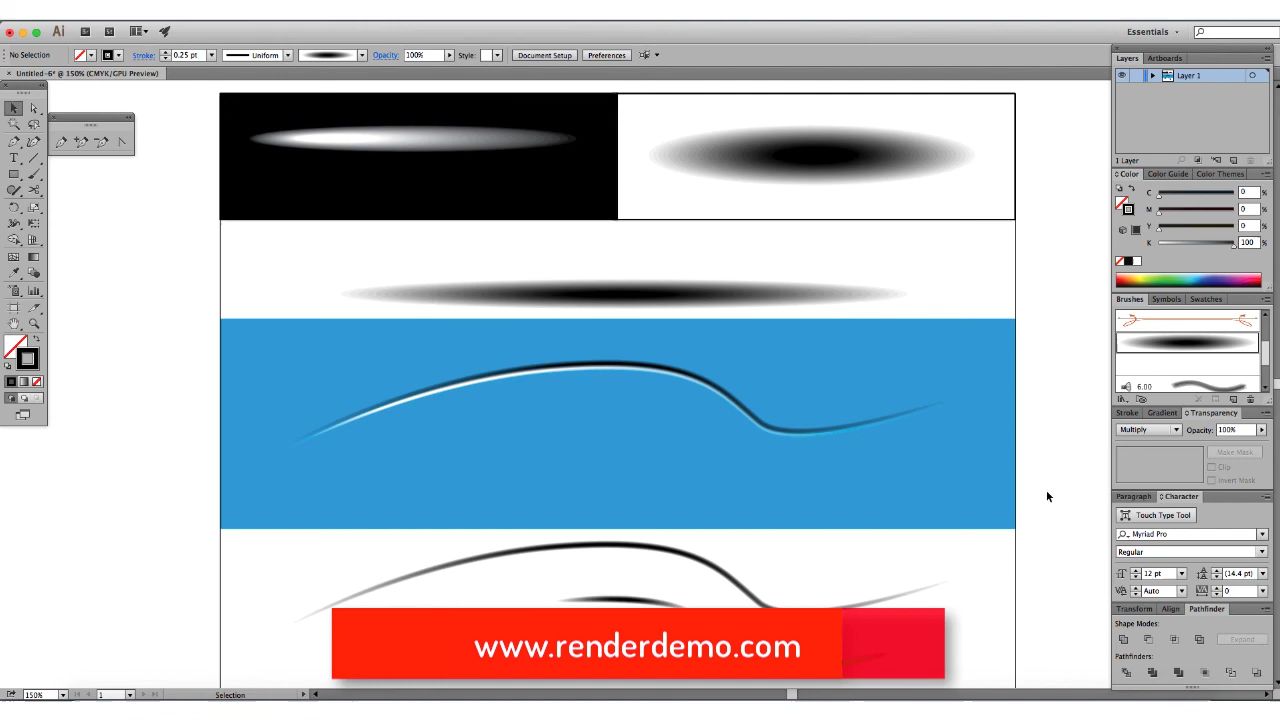 Ai Br St Essentials
No Selection Stroke: 0.25 pt Uniform Opacity: 100% Style: Document Setup Preferences
× Untitled -6* @ 150% (CMYK/GPU Preview)
Layers Artboards
Layer 1
1 Layer
Color Color Guide Color Themes
C 0 %
M 0 %
Y 0 %
K 100 %
Brushes Symbols Swatches
6.00
Stroke Gradient Transparency
Multiply Opacity: 100%
Make Mask
Clip
Invert Mask
Paragraph Character
Touch Type Tool
Myriad Pro
Regular
12 pt (14.4 pt)
Auto 0
Transform Align Pathfinder
Shape Modes:
Expand
Pathfinders:
www.renderdemo.com
150% 1 Selection